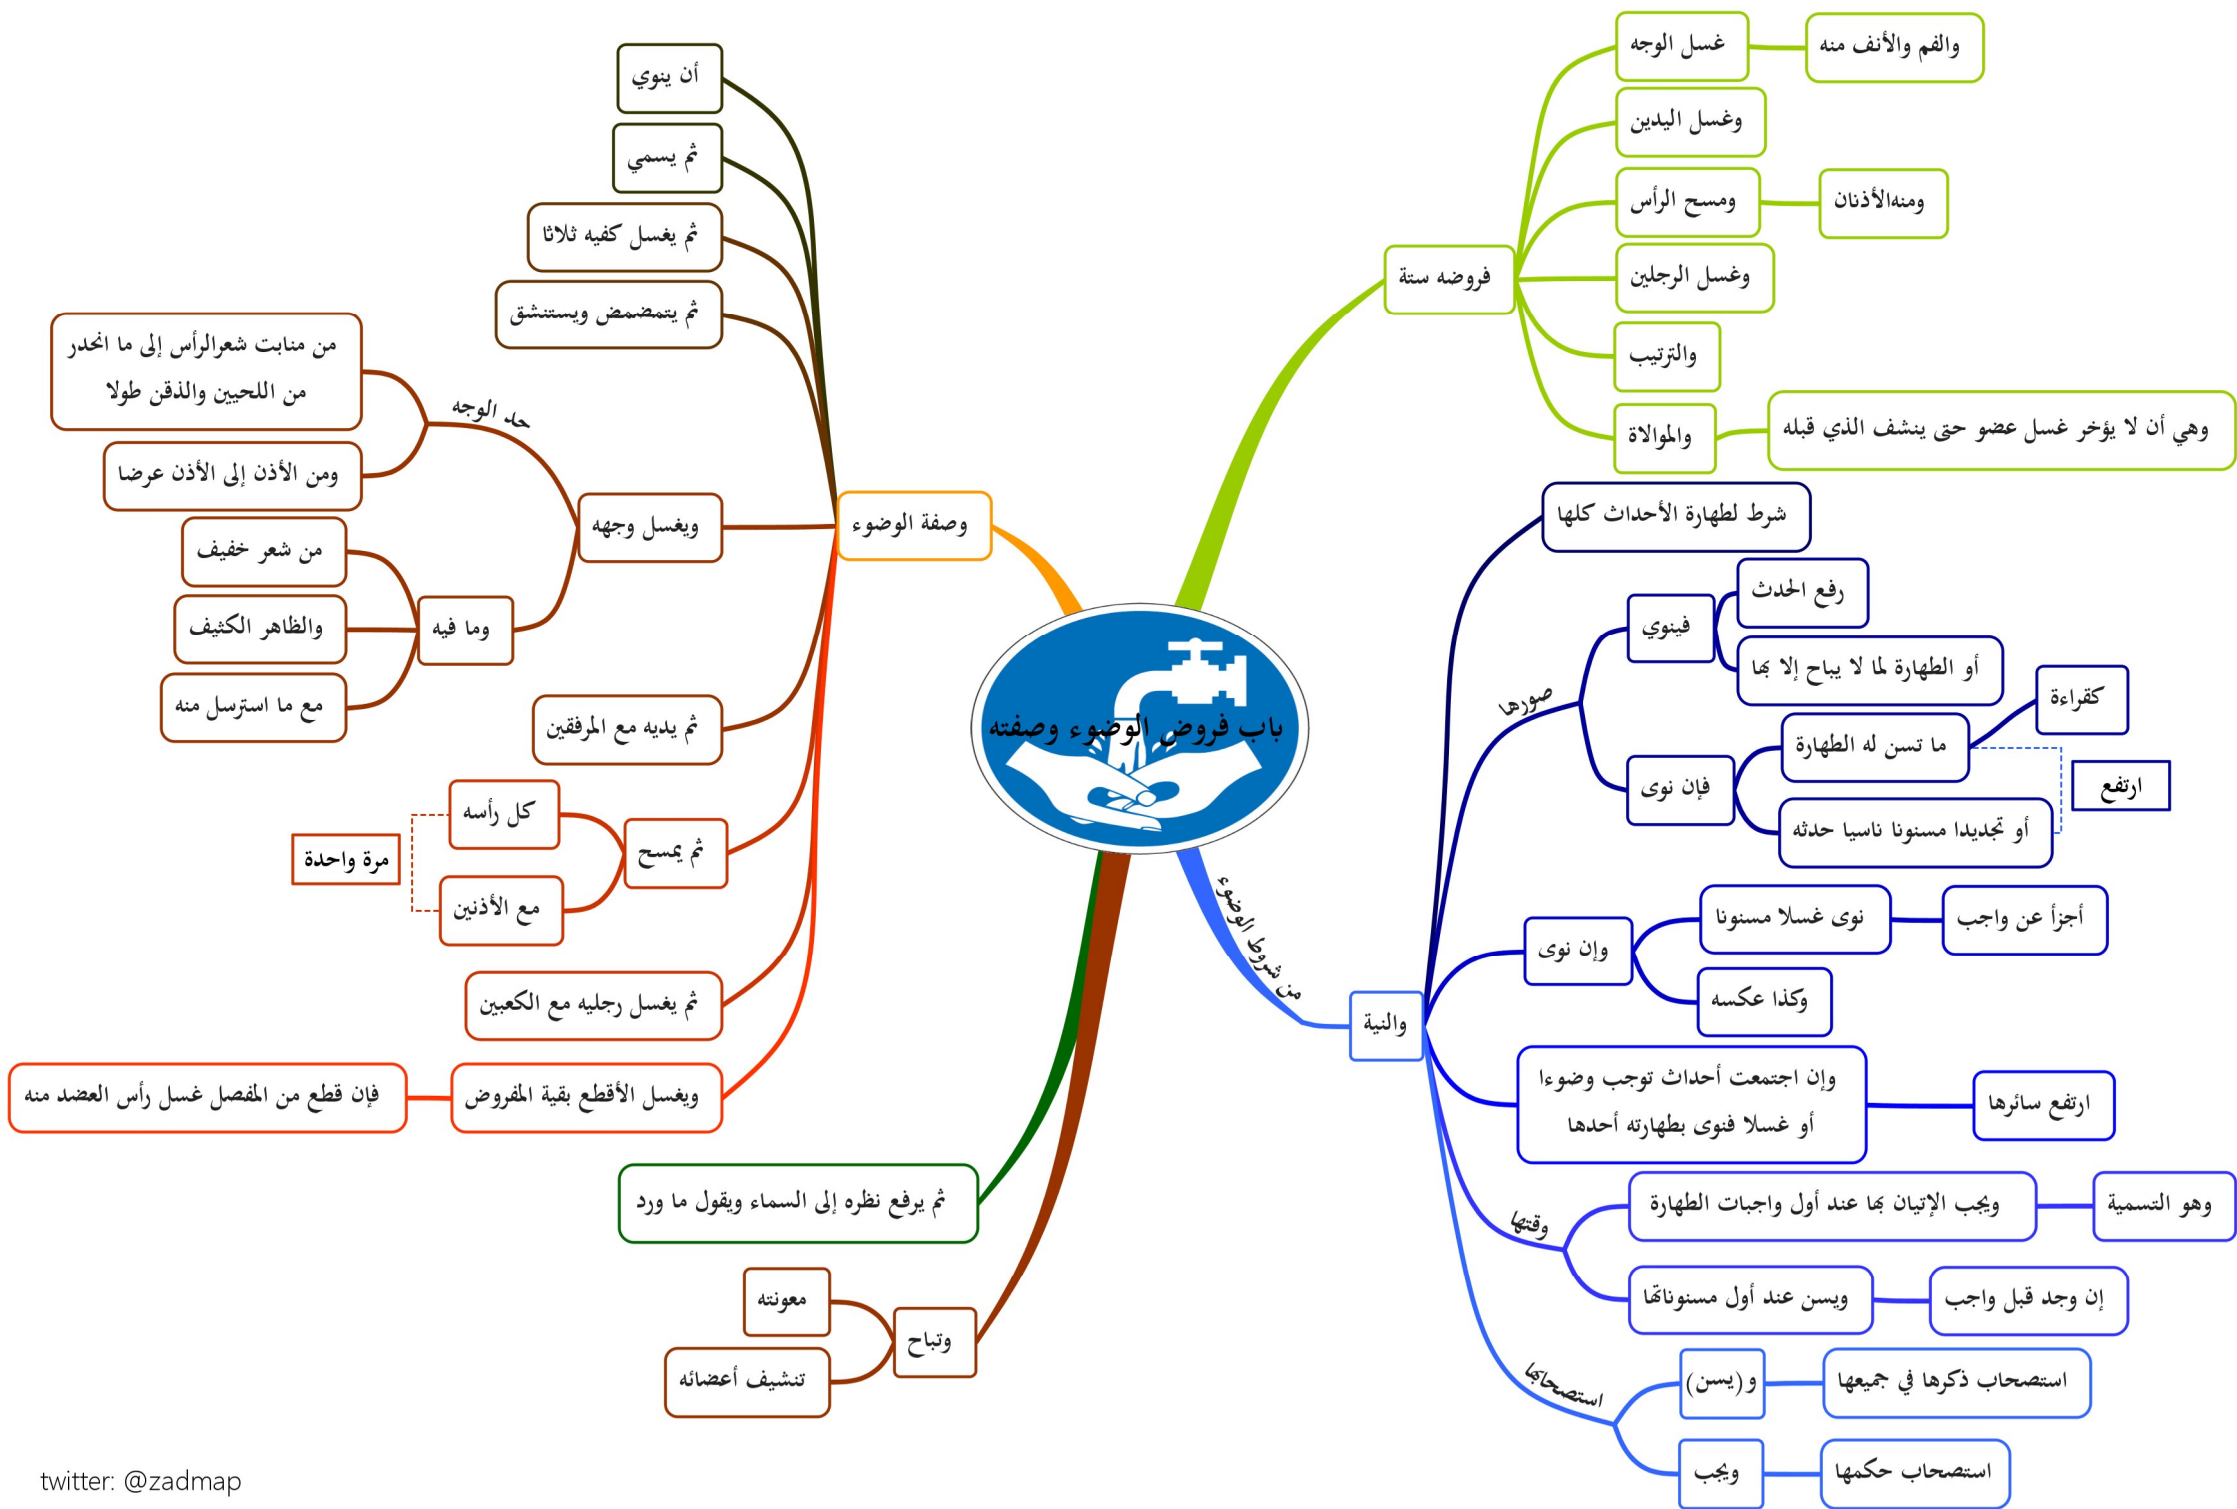 باب فروض الوضوء وصفته
فروضه ستة
غسل الوجه
والفم والأنف منه
وغسل اليدين
ومسح الرأس
ومنهالأذنان
وغسل الرجلين
والترتيب
والموالاة
وهي أن لا يؤخر غسل عضو حتى ينشف الذي قبله
من شروط الوضوء
والنية
شرط لطهارة الأحداث كلها
صورها
فينوي
رفع الحدث
أو الطهارة لما لا يباح إلا بها
فإن نوى
ما تسن له الطهارة
كقراءة
أو تجديدا مسنونا ناسيا حدثه
ارتفع
وإن نوى
نوى غسلا مسنونا
أجزأ عن واجب
وكذا عكسه
وإن اجتمعت أحداث توجب وضوءا
أو غسلا فنوى بطهارته أحدها
ارتفع سائرها
وقتها
ويجب الإتيان بها عند أول واجبات الطهارة
وهو التسمية
ويسن عند أول مسنوناتها
إن وجد قبل واجب
استصحابها
و(يسن)
استصحاب ذكرها في جميعها
ويجب
استصحاب حكمها
وصفة الوضوء
أن ينوي
ثم يسمي
ثم يغسل كفيه ثلاثا
ثم يتمضمض ويستنشق
ويغسل وجهه
حد الوجه
من منابت شعرالرأس إلى ما انحدر
من اللحيين والذقن طولا
ومن الأذن إلى الأذن عرضا
وما فيه
من شعر خفيف
والظاهر الكثيف
مع ما استرسل منه
ثم يديه مع المرفقين
ثم يمسح
كل رأسه
مع الأذنين
مرة واحدة
ثم يغسل رجليه مع الكعبين
ويغسل الأقطع بقية المفروض
فإن قطع من المفصل غسل رأس العضد منه
ثم يرفع نظره إلى السماء ويقول ما ورد
وتباح
معونته
تنشيف أعضائه
twitter: @zadmap